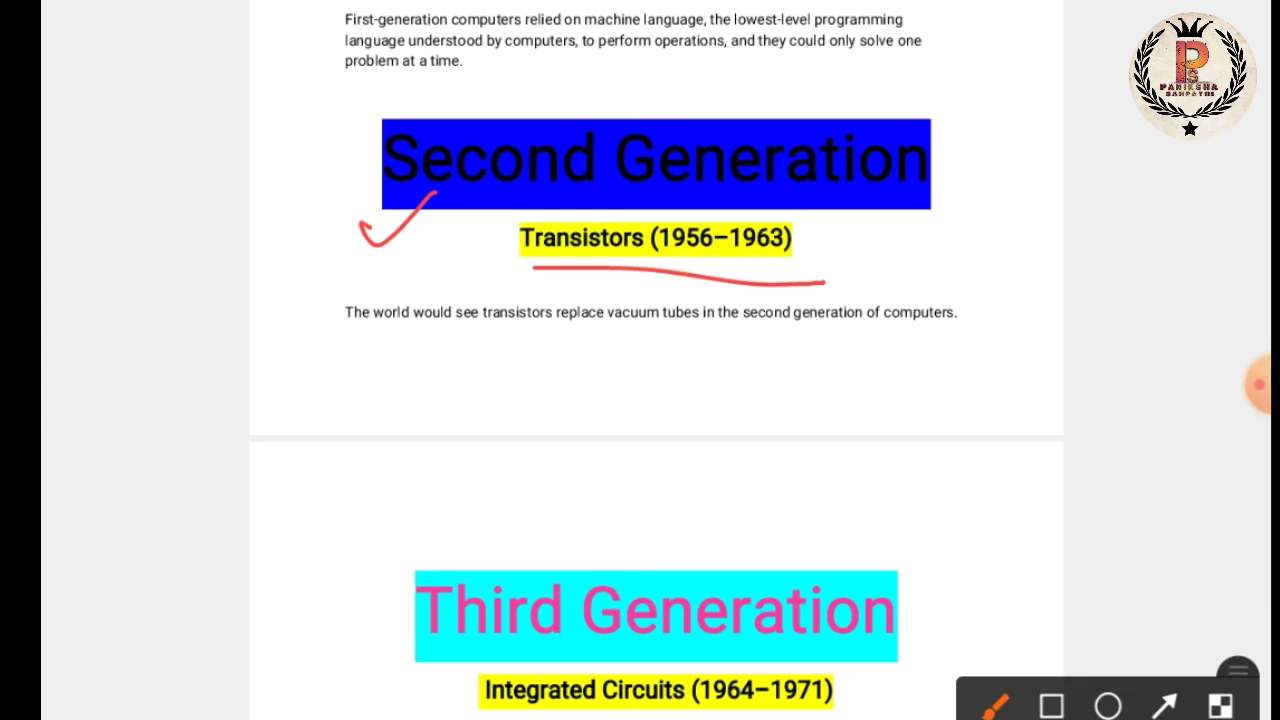 First-generation computers relied on machine language, the lowest-level programming
language understood by computers, to perform operations, and they could only solve one
problem at a time.
Second Generation
Transistors (1956–1963)
The world would see transistors replace vacuum tubes in the second generation of computers.
Third Generation
Integrated Circuits (1964–1971)
PS
PARIKSHA
SANPATHI